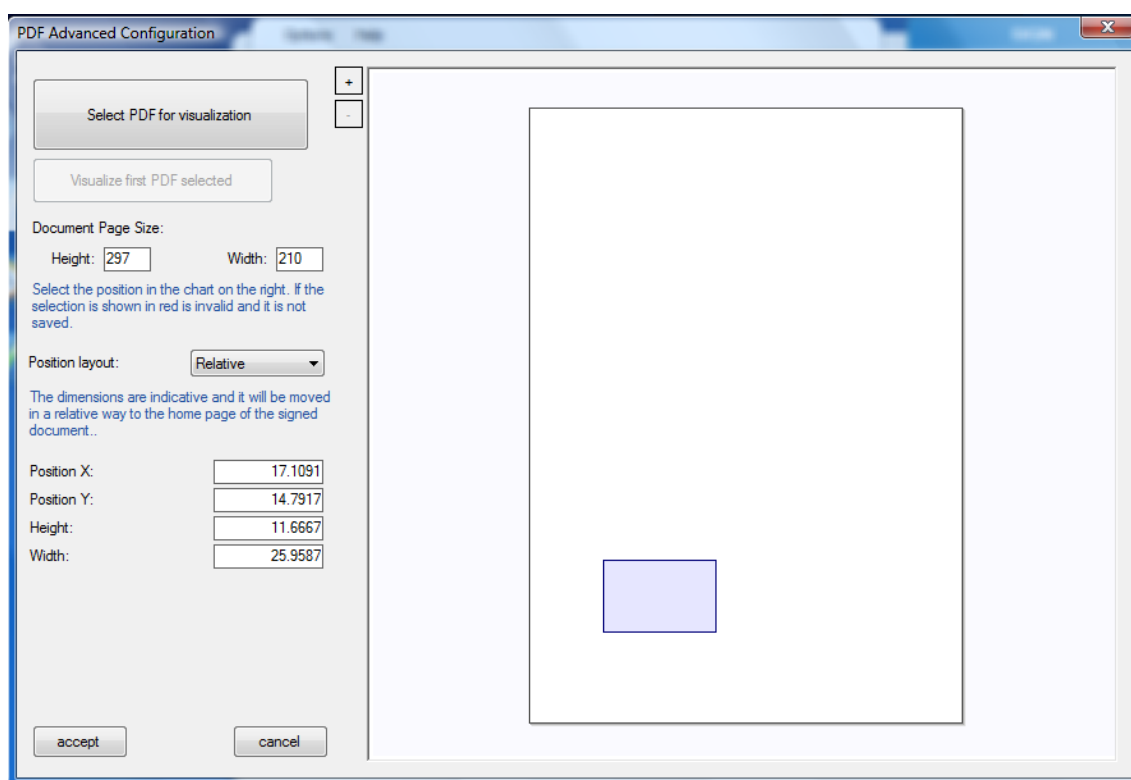 PDF Advanced Configuration
Options Help
+
Select PDF for visualization
-
Visualize first PDF selected
Document Page Size:
Height: 297 Width: 210
Select the position in the chart on the right. If the
selection is shown in red is invalid and it is not
saved.
Position layout: Relative
The dimensions are indicative and it will be moved
in a relative way to the home page of the signed
document..
Position X: 17.1091
Position Y: 14.7917
Height: 11.6667
Width: 25.9587
accept cancel